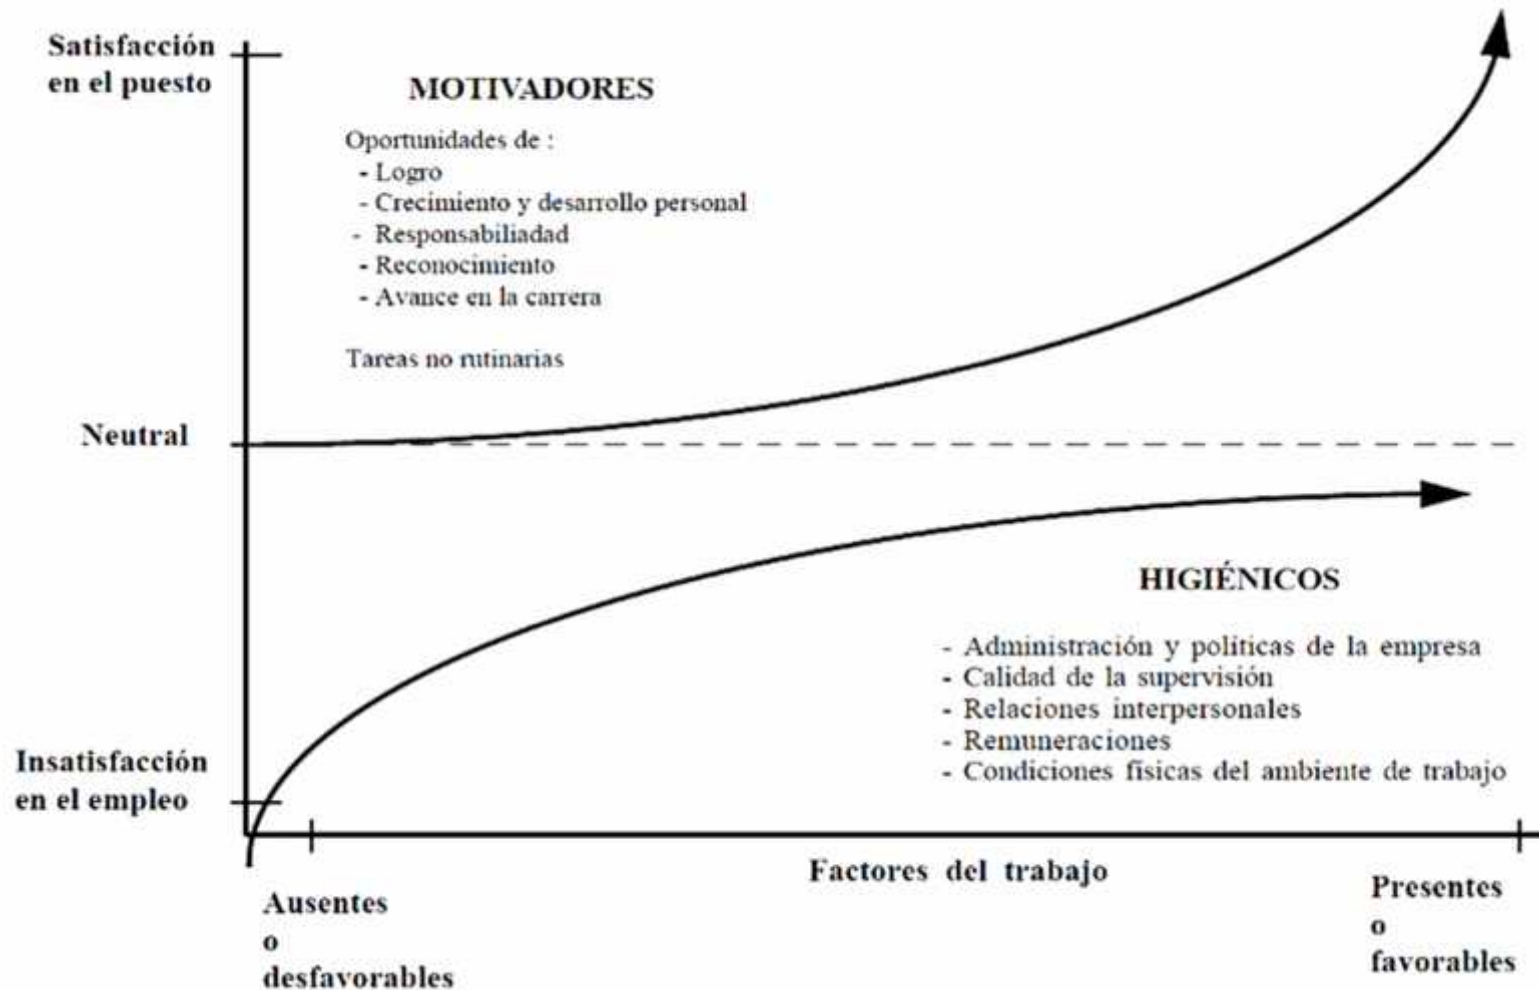 Satisfacción
en el puesto
MOTIVADORES
Oportunidades de :
- Logro
- Crecimiento y desarrollo personal
- Responsabiliadad
- Reconocimiento
- Avance en la carrera
Tareas no rutinarias
Neutral
HIGIÉNICOS
- Administración y políticas de la empresa
- Calidad de la supervisión
- Relaciones interpersonales
- Remuneraciones
- Condiciones físicas del ambiente de trabajo
Insatisfacción
en el empleo
Factores del trabajo
Ausentes
o
desfavorables
Presentes
o
favorables